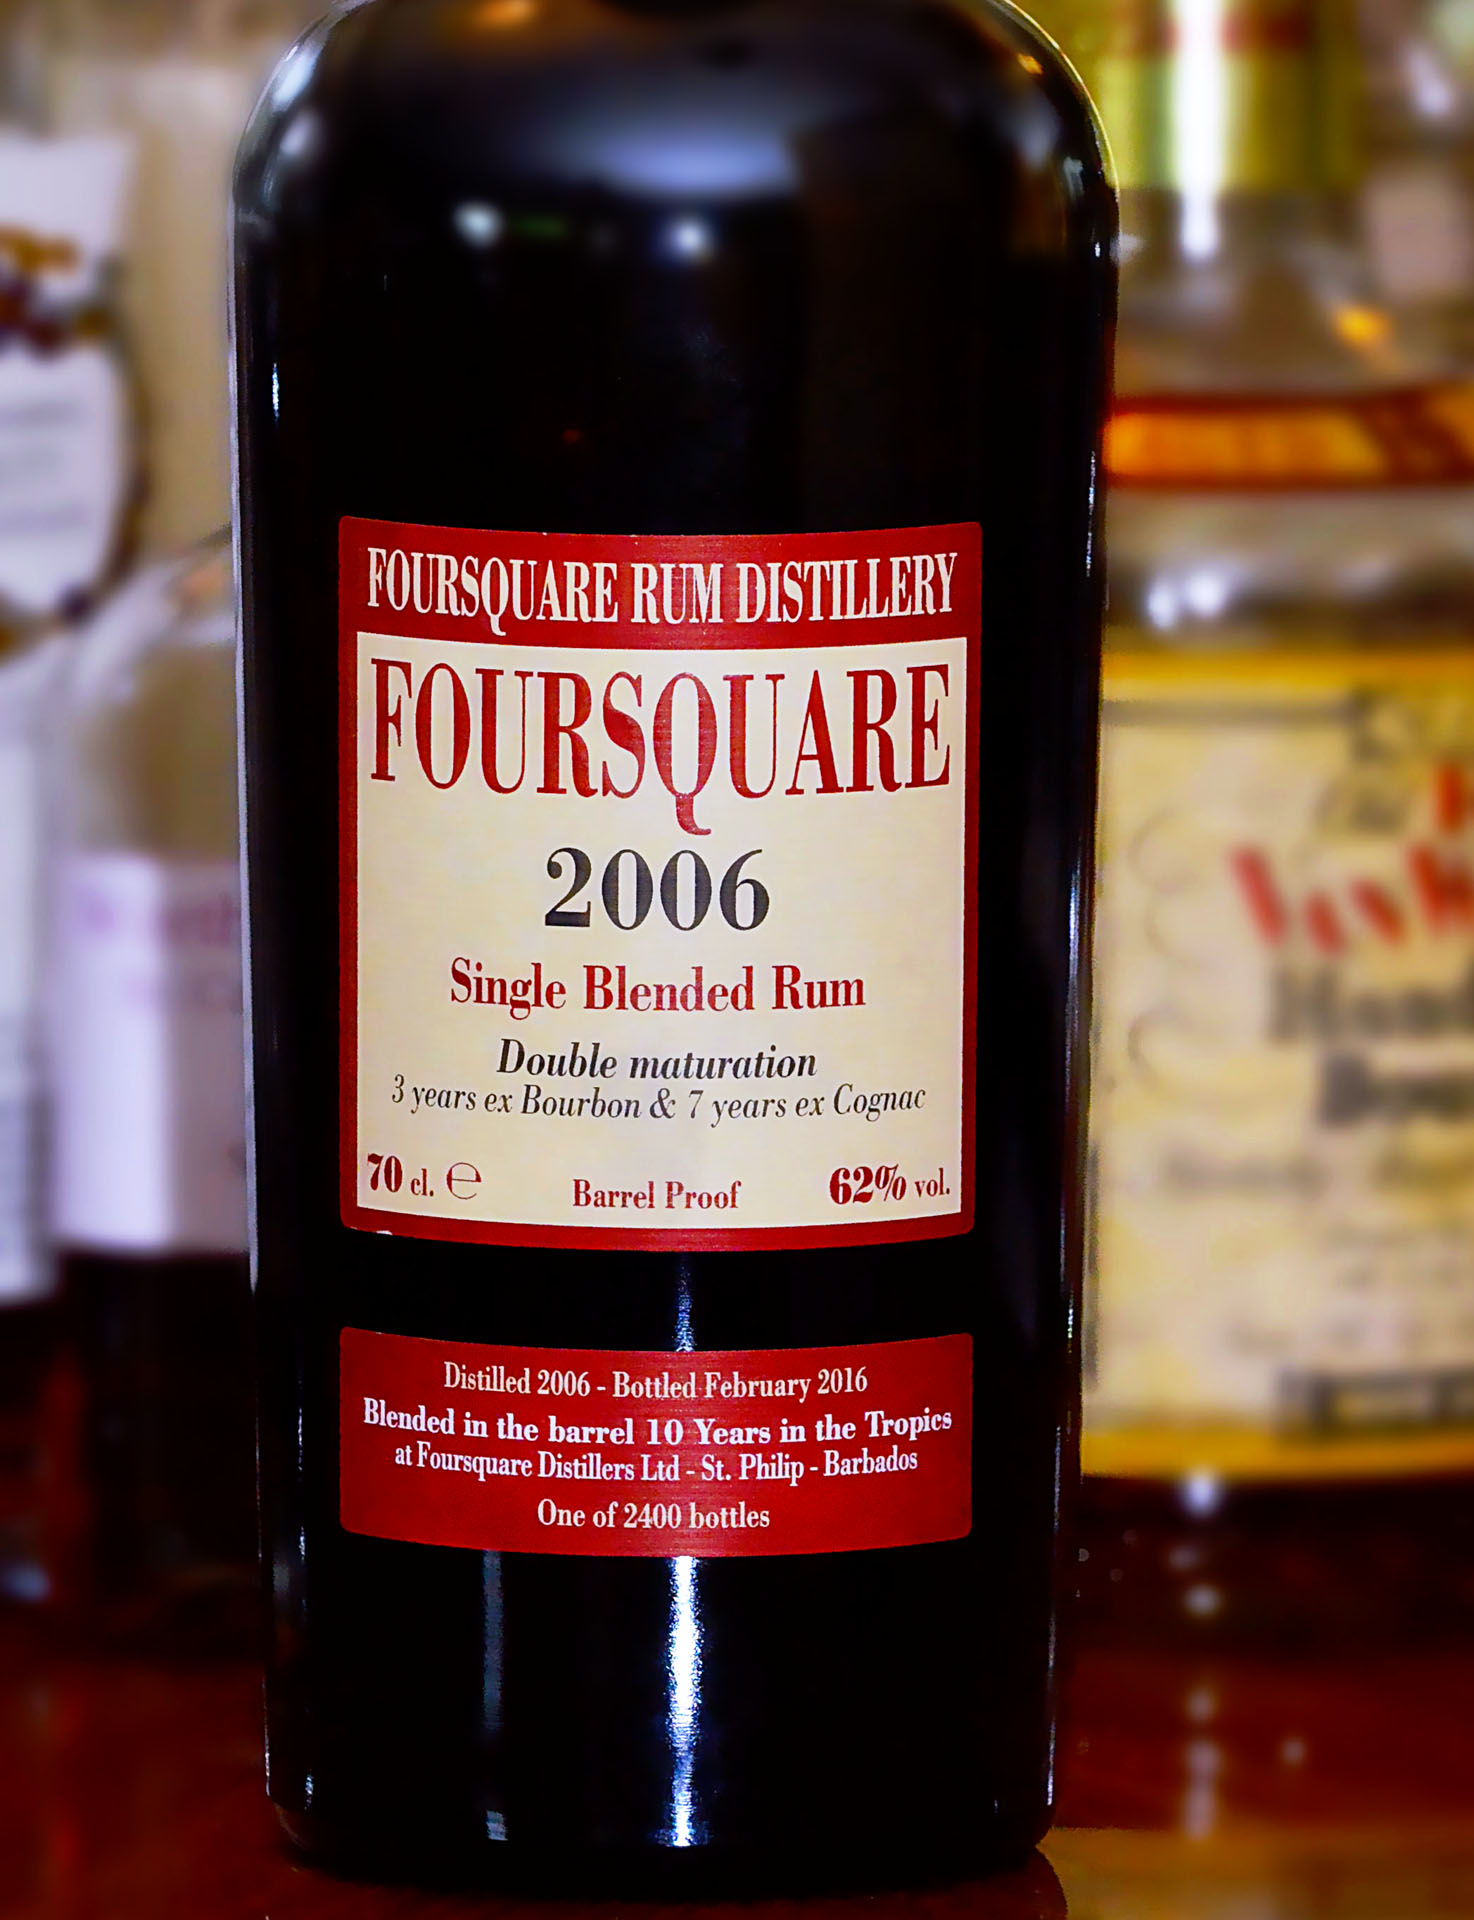 FOURSQUARE RUM DISTILLERY
FOURSQUARE
2006
Single Blended Rum
Double maturation
3 years ex Bourbon & 7 years ex Cognac
70 cl. ℮ Barrel Proof 62% vol.
Distilled 2006 - Bottled February 2016
Blended in the barrel 10 Years in the Tropics
at Foursquare Distillers Ltd - St. Philip - Barbados
One of 2400 bottles